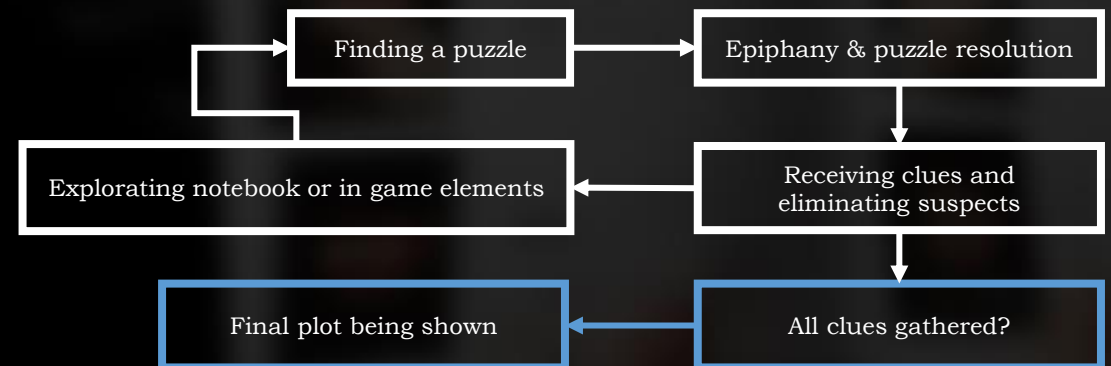 Finding a puzzle
Epiphany & puzzle resolution
Explorating notebook or in game elements
Receiving clues and
eliminating suspects
Final plot being shown
All clues gathered?